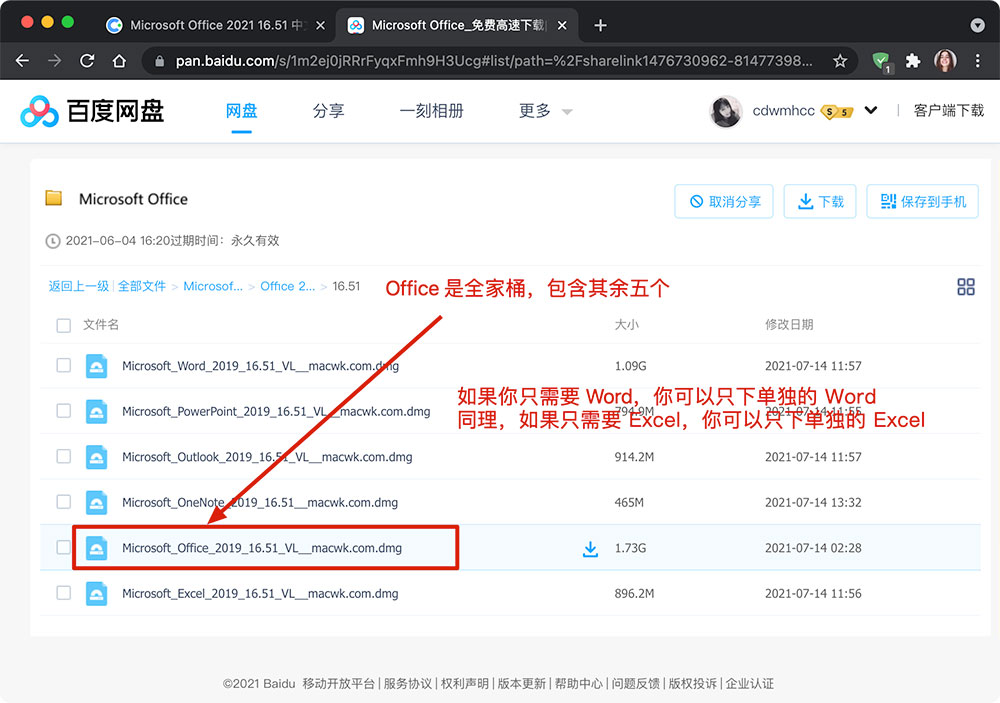 Microsoft Office 2021 16.51 中
Microsoft Office_免费高速下载
pan.baidu.com/s/1m2ej0jRRrFyqxFmh9H3Ucg#list/path=%2Fsharelink1476730962-81477398...
1
百度网盘
网盘
分享
一刻相册
更多
cdwmhcc
S 5
客户端下载
Microsoft Office
取消分享
下载
保存到手机
2021-06-04 16:20过期时间：永久有效
返回上一级 | 全部文件 > Microsof... > Office 2... > 16.51
Office 是全家桶，包含其余五个
文件名 大小 修改日期
Microsoft_Word_2019_16.51_VL__macwk.com.dmg 1.09G 2021-07-14 11:57
如果你只需要 Word，你可以只下单独的 Word
Microsoft_PowerPoint_2019_16.51_VL__macwk.com.dmg 794.9M 2021-07-14 11:55
同理，如果只需要 Excel，你可以只下单独的 Excel
Microsoft_Outlook_2019_16.51_VL__macwk.com.dmg 914.2M 2021-07-14 11:57
Microsoft_OneNote_2019_16.51__macwk.com.dmg 465M 2021-07-14 13:32
Microsoft_Office_2019_16.51_VL__macwk.com.dmg 1.73G 2021-07-14 02:28
Microsoft_Excel_2019_16.51_VL__macwk.com.dmg 896.2M 2021-07-14 11:56
©2021 Baidu 移动开放平台 | 服务协议 | 权利声明 | 版本更新 | 帮助中心 | 问题反馈 | 版权投诉 | 企业认证